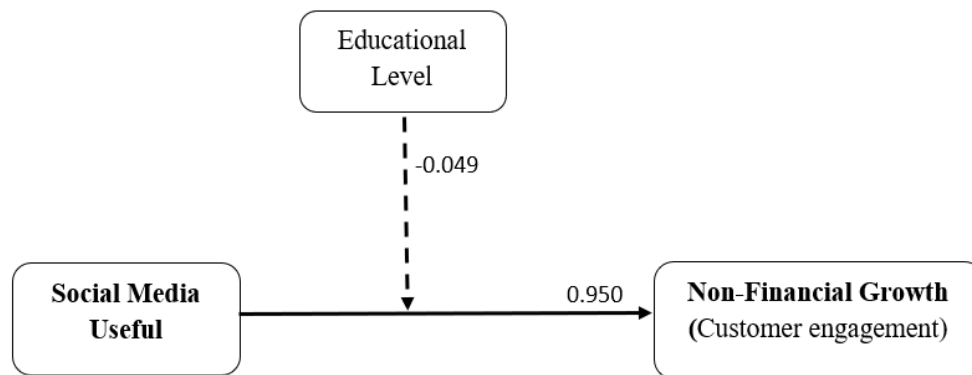 Educational
Level
-0.049
Social Media
Useful
0.950
Non-Financial Growth
(Customer engagement)